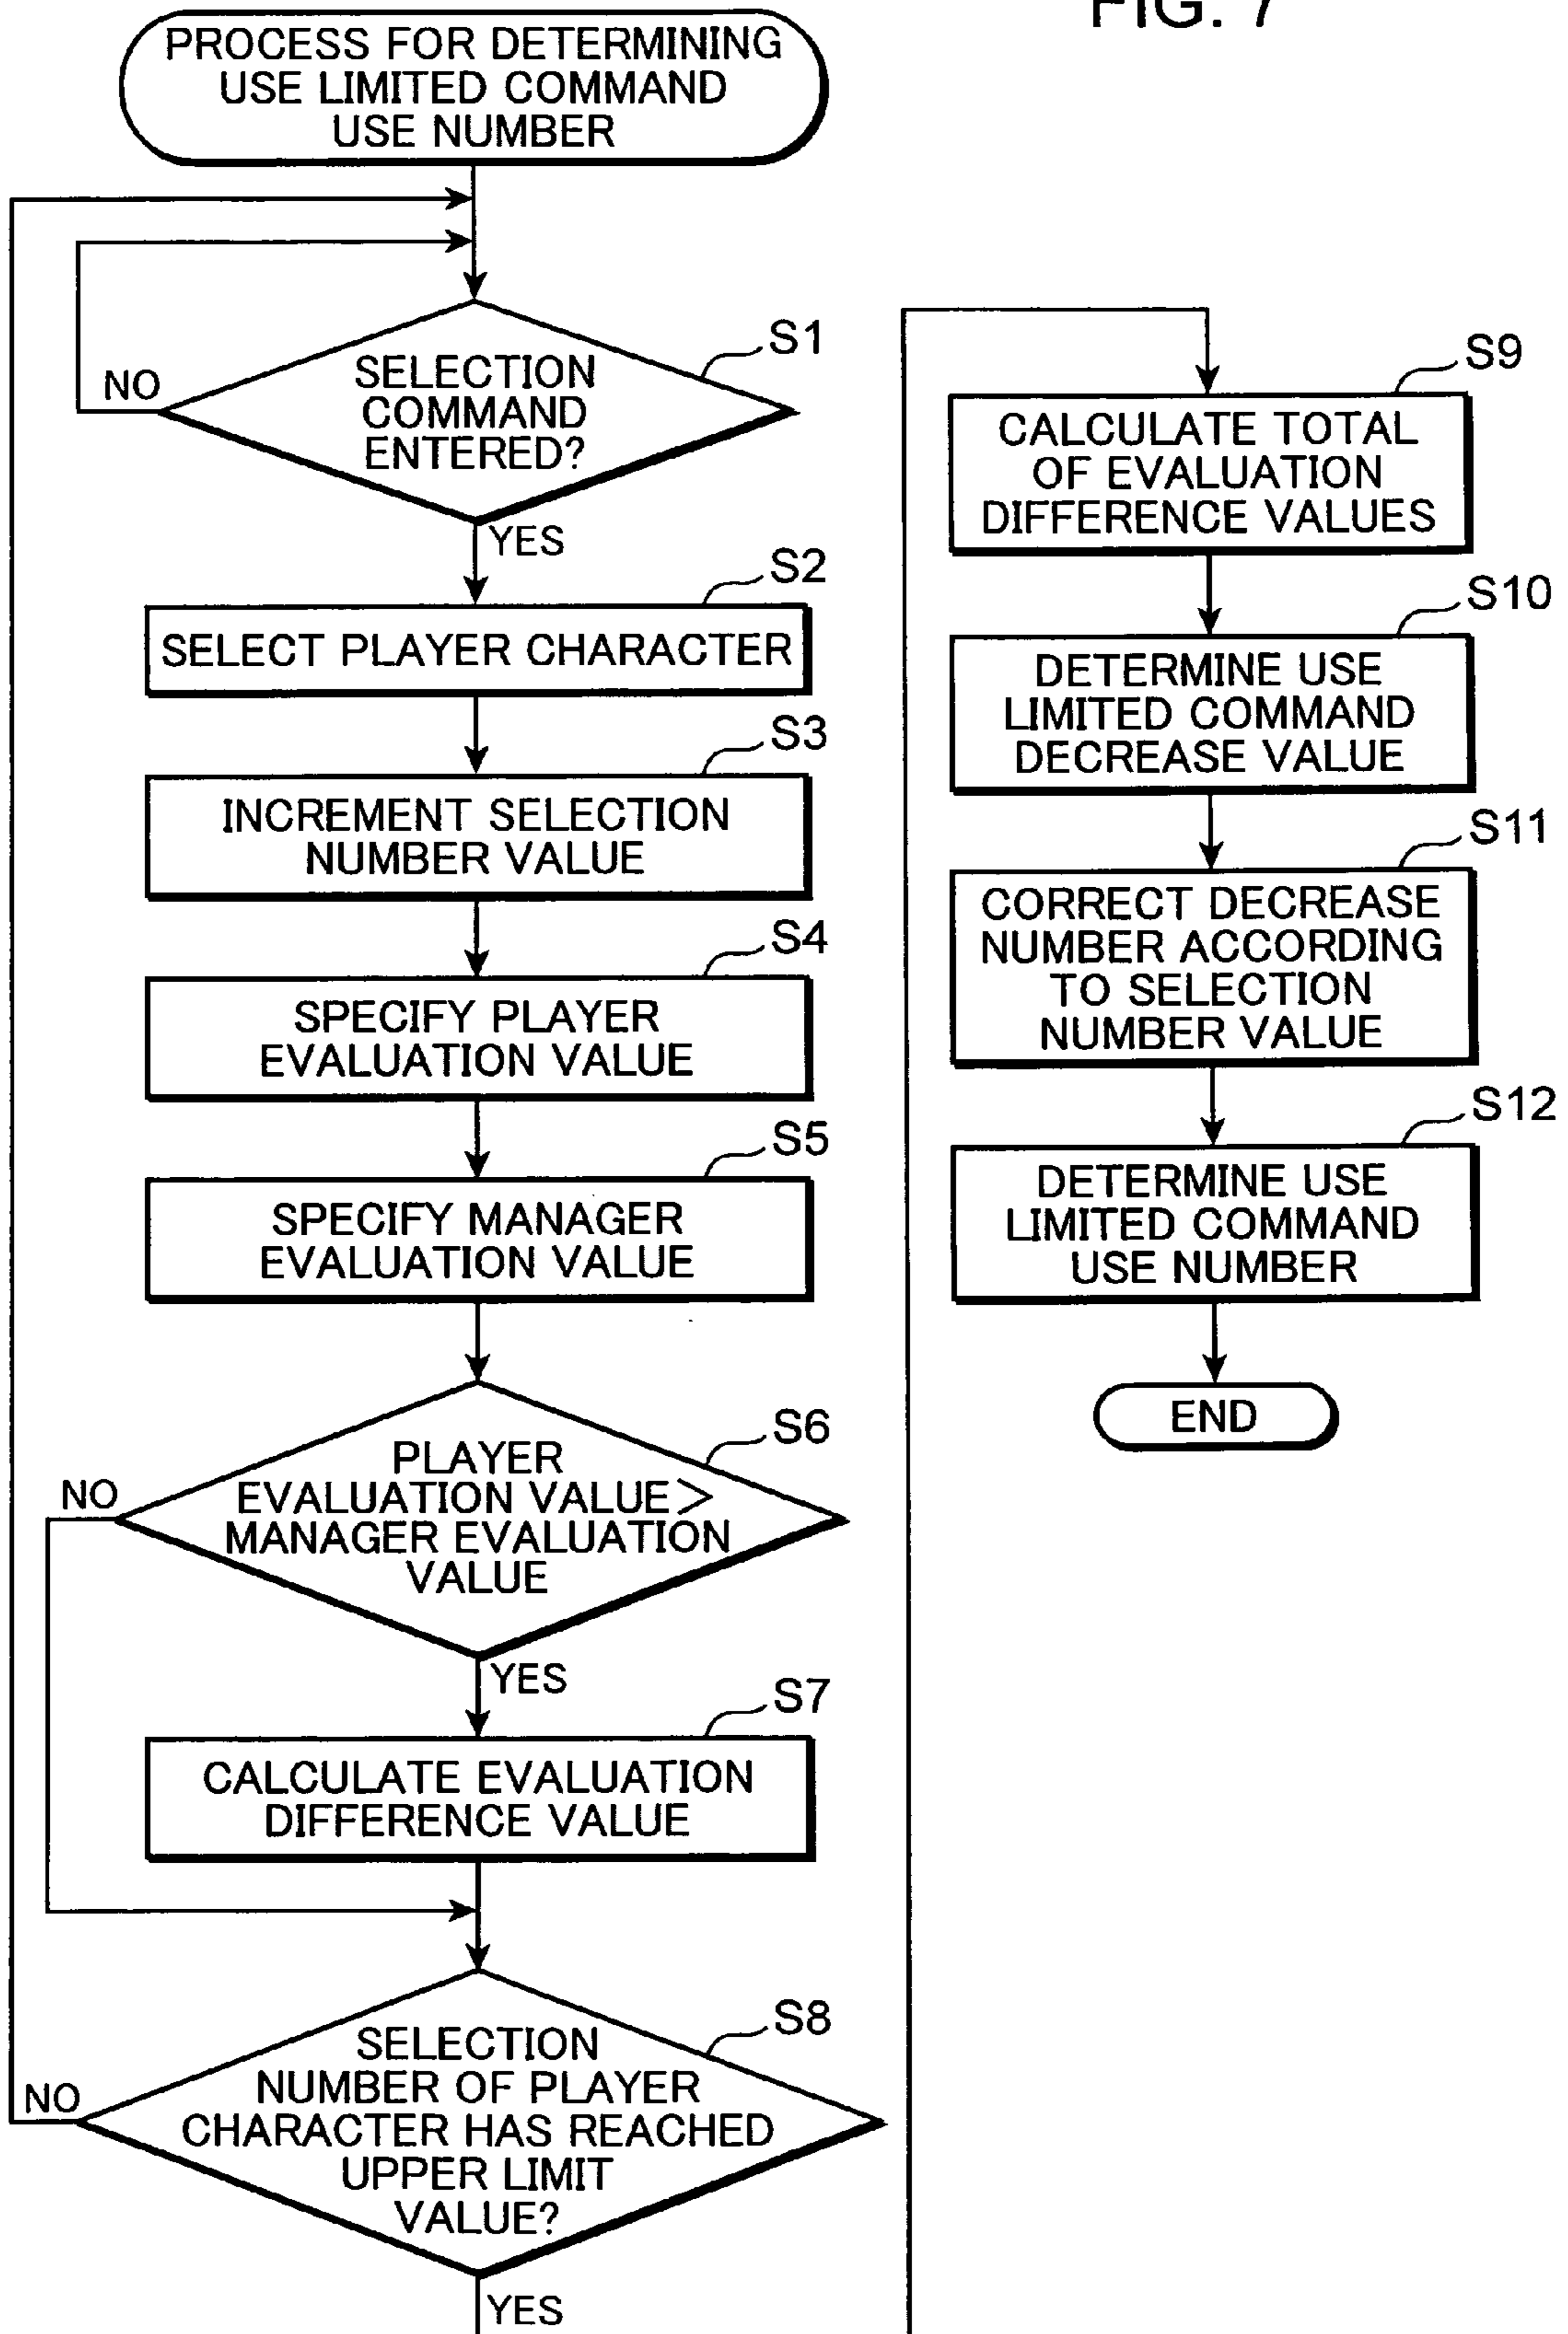 FIG. 7
PROCESS FOR DETERMINING
USE LIMITED COMMAND
USE NUMBER
S1
SELECTION
COMMAND
ENTERED?
NO
YES
S2
SELECT PLAYER CHARACTER
S3
INCREMENT SELECTION
NUMBER VALUE
S4
SPECIFY PLAYER
EVALUATION VALUE
S5
SPECIFY MANAGER
EVALUATION VALUE
S6
PLAYER
EVALUATION VALUE>
MANAGER EVALUATION
VALUE
NO
YES
S7
CALCULATE EVALUATION
DIFFERENCE VALUE
S8
SELECTION
NUMBER OF PLAYER
CHARACTER HAS REACHED
UPPER LIMIT
VALUE?
NO
YES
S9
CALCULATE TOTAL
OF EVALUATION
DIFFERENCE VALUES
S10
DETERMINE USE
LIMITED COMMAND
DECREASE VALUE
S11
CORRECT DECREASE
NUMBER ACCORDING
TO SELECTION
NUMBER VALUE
S12
DETERMINE USE
LIMITED COMMAND
USE NUMBER
END